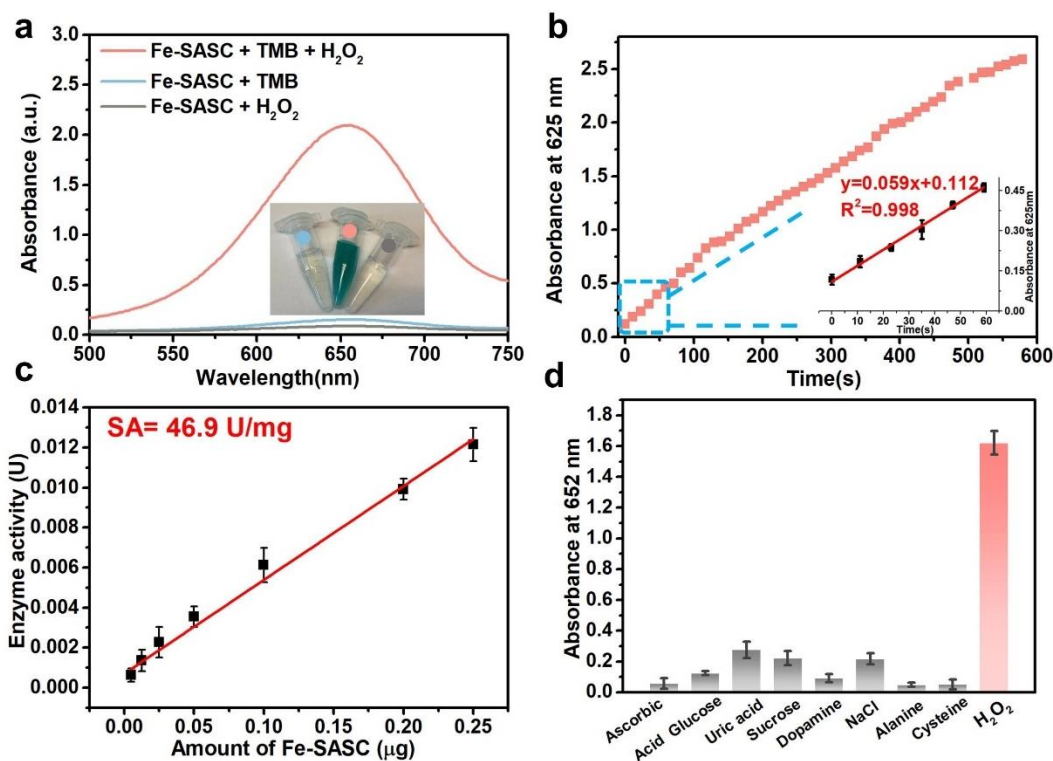 a
Absorbance (a.u.)
3.0
2.5
2.0
1.5
1.0
0.5
0.0
Fe-SASC + TMB + H₂O₂
Fe-SASC + TMB
Fe-SASC + H₂O₂
500 550 600 650 700 750
Wavelength(nm)
b
Absorbance at 625 nm
3.0
2.5
2.0
1.5
1.0
0.5
0.0
y=0.059x+0.112
R²=0.998
0.45
0.30
0.15
0.00
Absorbance at 625nm
0 10 20 30 40 50 60
Time(s)
0 100 200 300 400 500 600
Time(s)
c
Enzyme activity (U)
0.014
0.012
0.010
0.008
0.006
0.004
0.002
0.000
SA= 46.9 U/mg
0.00 0.05 0.10 0.15 0.20 0.25
Amount of Fe-SASC (μg)
d
Absorbance at 652 nm
1.8
1.6
1.4
1.2
1.0
0.8
0.6
0.4
0.2
0.0
Ascorbic
Acid Glucose
Uric acid
Sucrose
Dopamine
NaCl
Alanine
Cysteine
H₂O₂